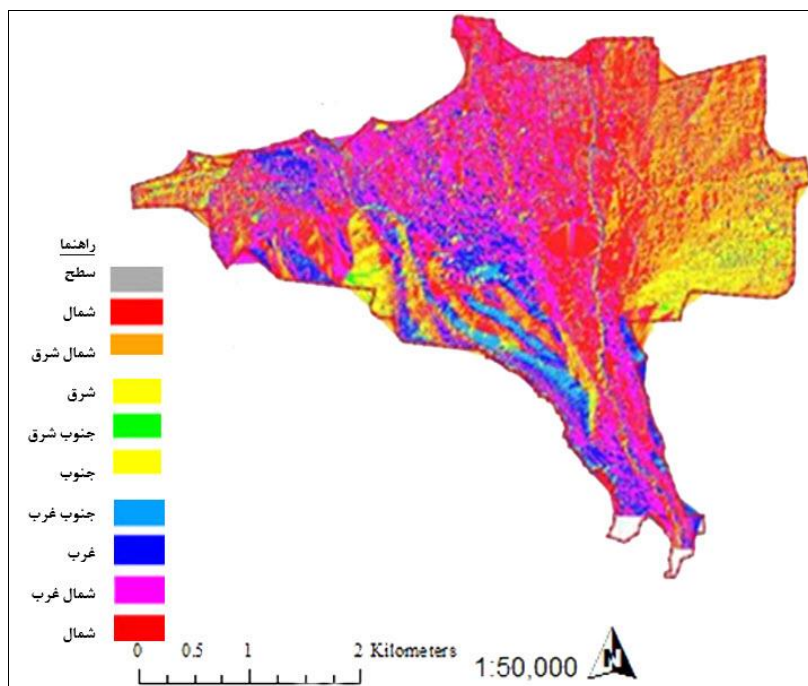 راهنما
سطح
شمال
شمال شرق
شرق
جنوب شرق
جنوب
جنوب غرب
غرب
شمال غرب
شمال
0 0.5 1 2 Kilometers
1:50,000
N